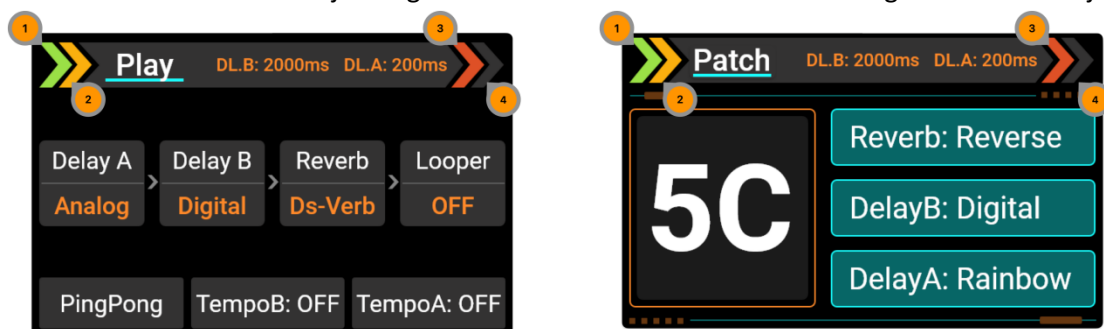 1
3
Play DL.B: 2000ms DL.A: 200ms
2
4
Delay A Delay B Reverb Looper
Analog Digital Ds-Verb OFF
PingPong TempoB: OFF TempoA: OFF
1
3
Patch DL.B: 2000ms DL.A: 200ms
2
4
5C
Reverb: Reverse
DelayB: Digital
DelayA: Rainbow